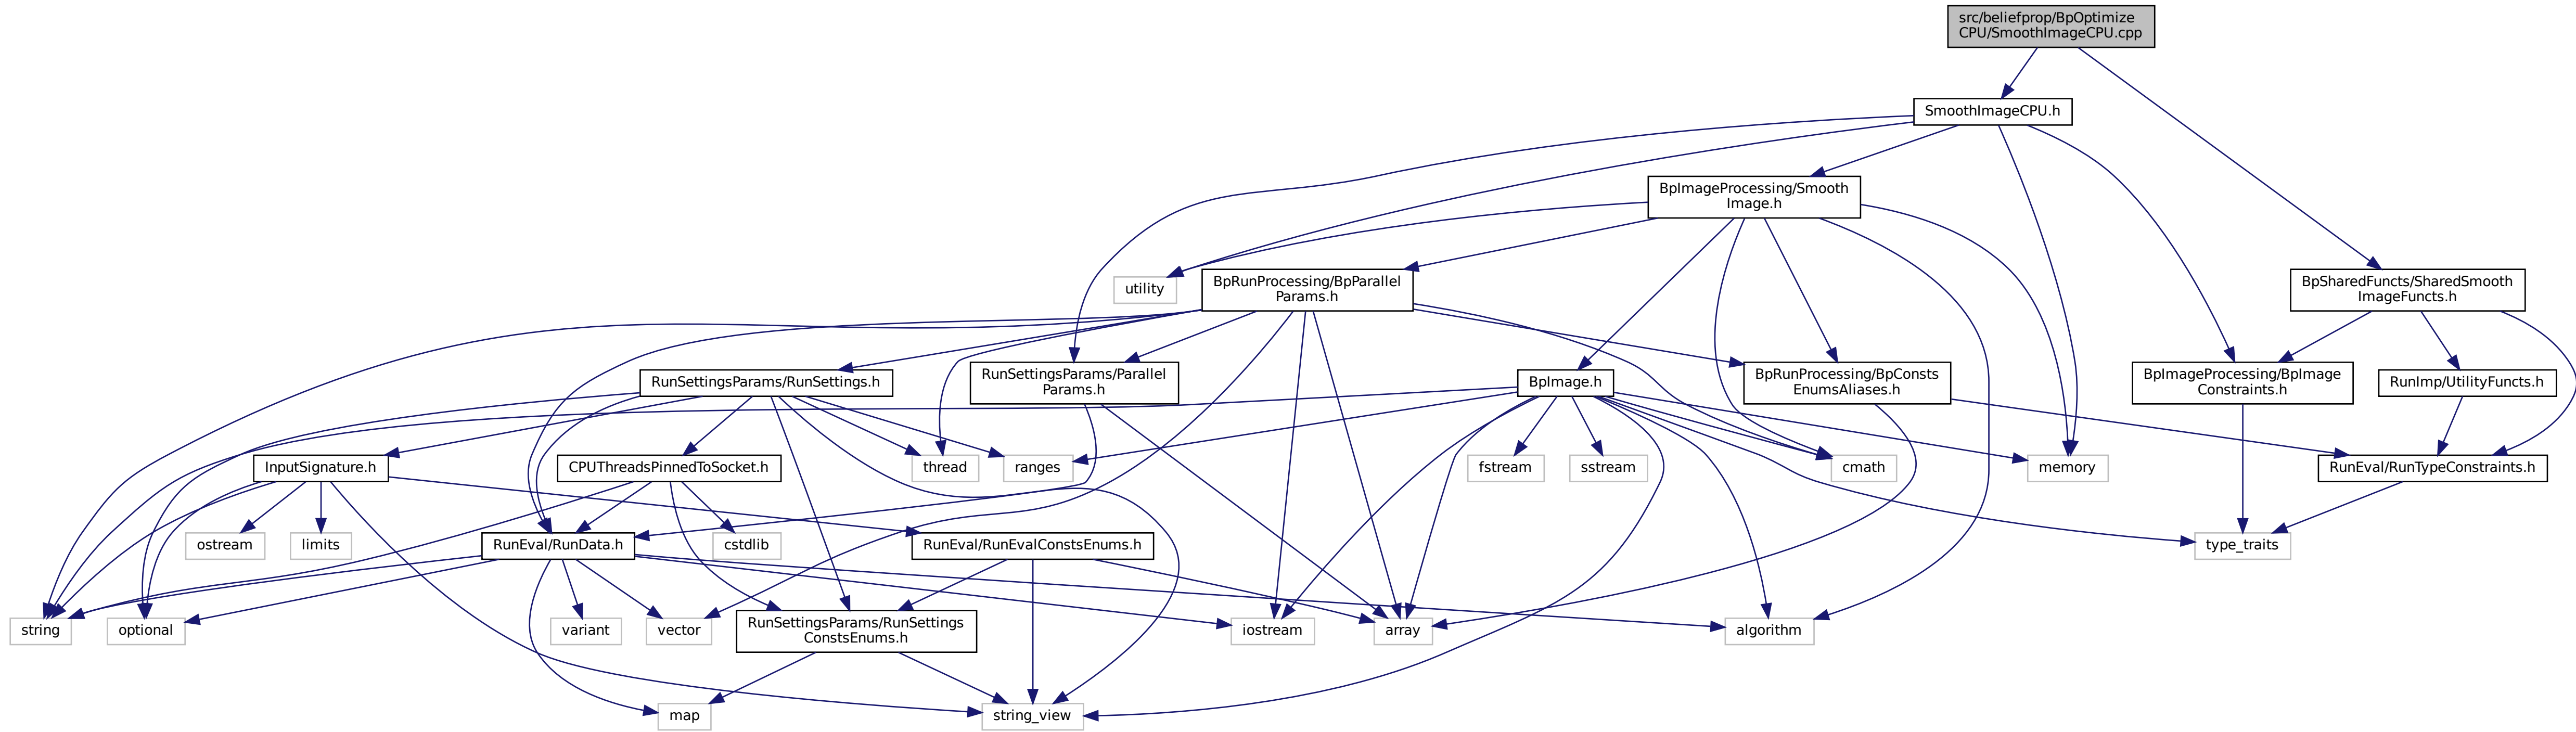 src/beliefprop/BpOptimize
CPU/SmoothImageCPU.cpp
SmoothImageCPU.h
BpImageProcessing/Smooth
Image.h
utility
BpRunProcessing/BpParallel
Params.h
BpSharedFuncts/SharedSmooth
ImageFuncts.h
RunSettingsParams/RunSettings.h
RunSettingsParams/Parallel
Params.h
BpImage.h
BpRunProcessing/BpConsts
EnumsAliases.h
BpImageProcessing/BpImage
Constraints.h
RunImp/UtilityFuncts.h
InputSignature.h
CPUThreadsPinnedToSocket.h
thread
ranges
fstream
sstream
cmath
memory
RunEval/RunTypeConstraints.h
ostream
limits
RunEval/RunData.h
cstdlib
RunEval/RunEvalConstsEnums.h
type_traits
string
optional
variant
vector
RunSettingsParams/RunSettings
ConstsEnums.h
iostream
array
algorithm
map
string_view